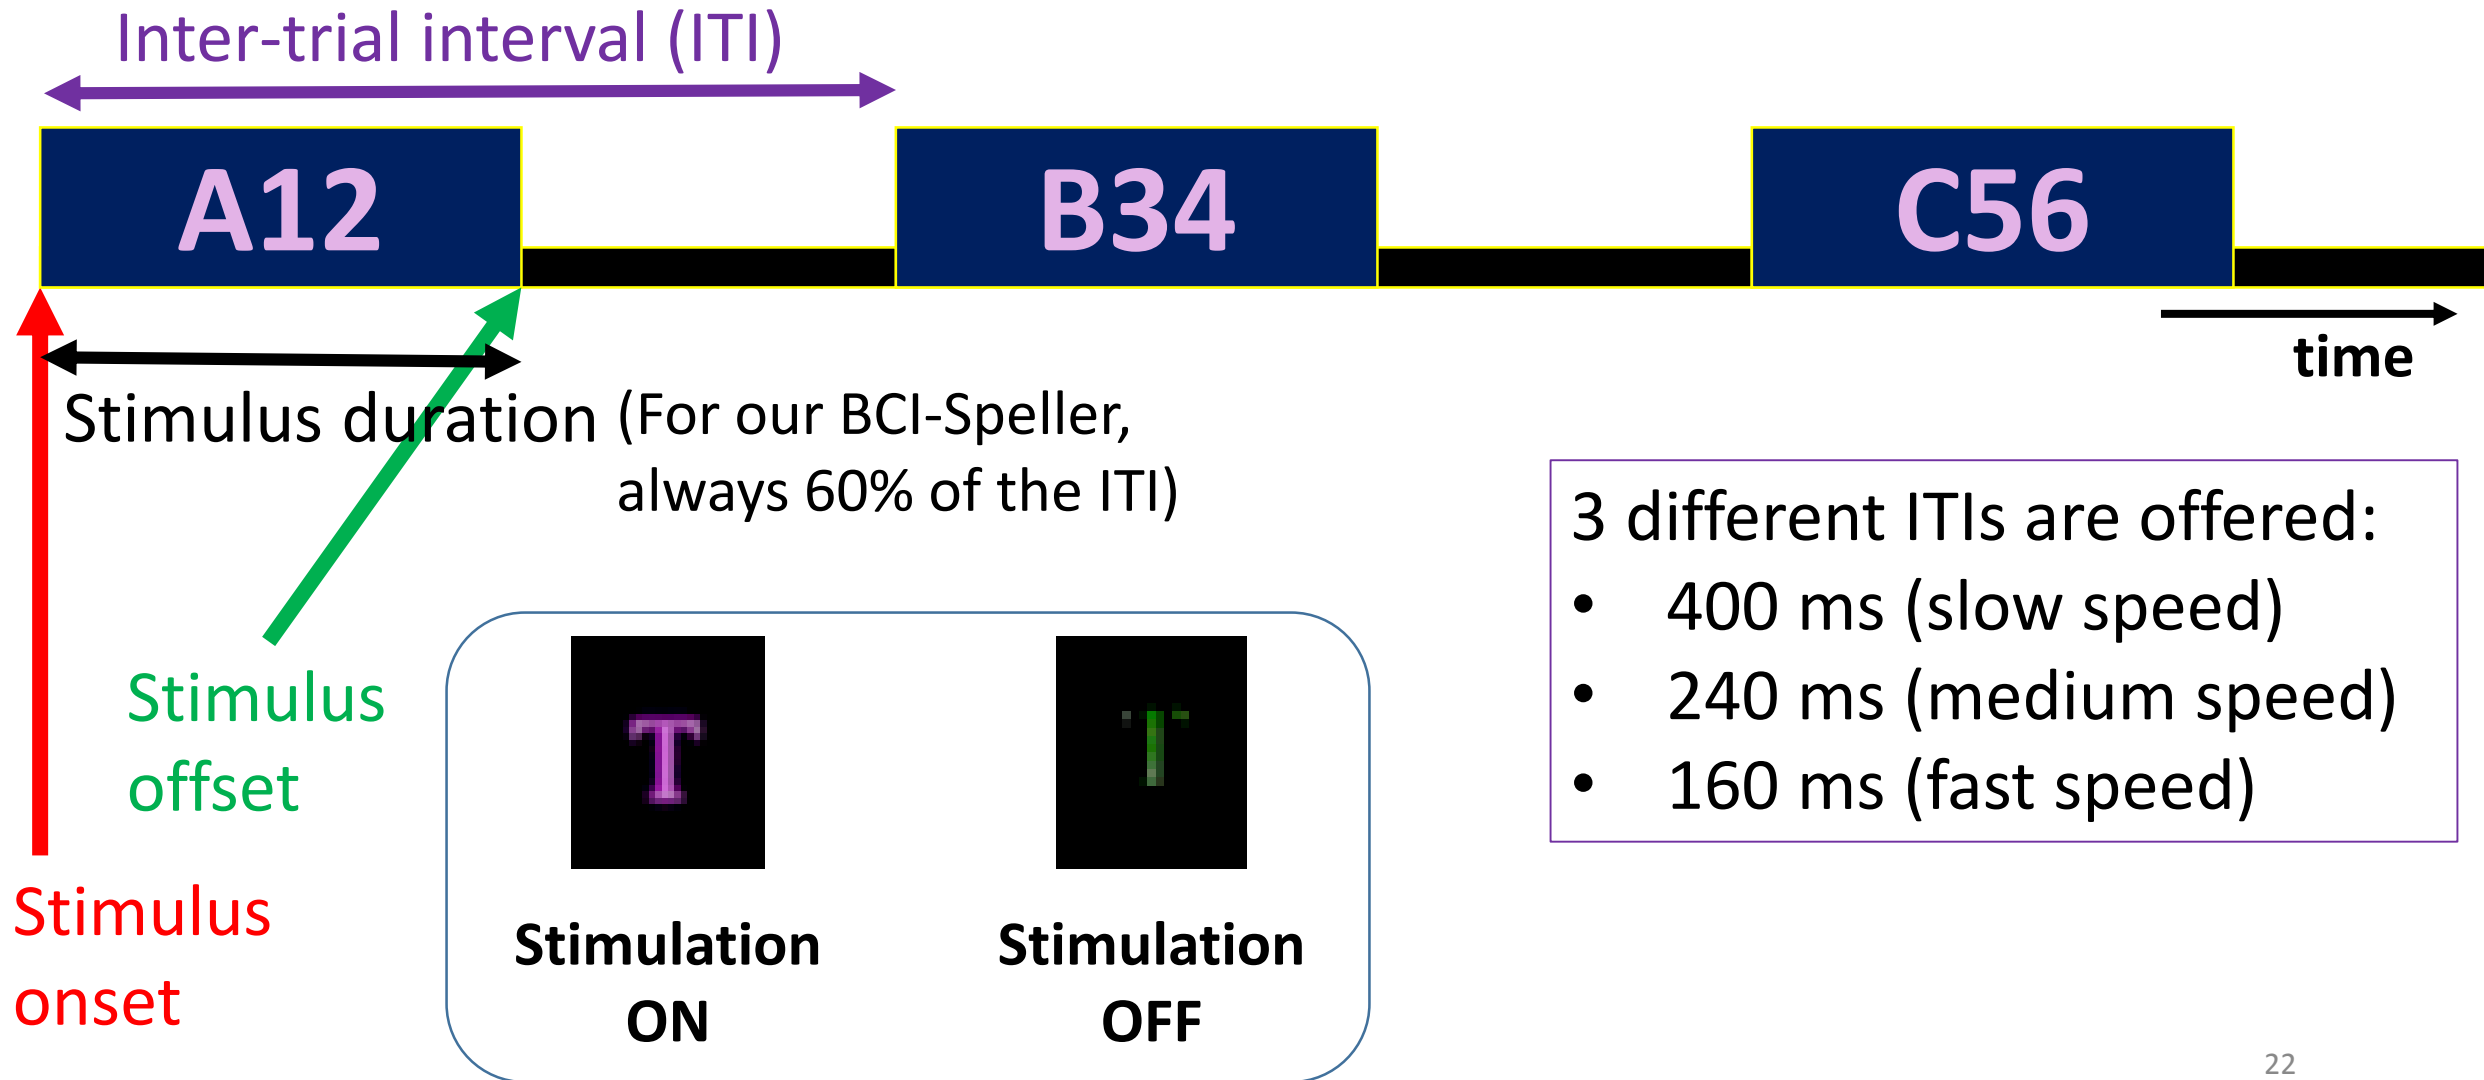 Inter-trial interval (ITI)
A12
B34
C56
time
Stimulus duration (For our BCI-Speller,
always 60% of the ITI)
3 different ITIs are offered:
• 400 ms (slow speed)
• 240 ms (medium speed)
• 160 ms (fast speed)
Stimulus
offset
Stimulus
onset
T
T
Stimulation
ON
Stimulation
OFF
22